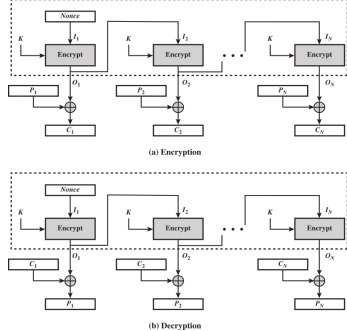 Nonce
K I1 K I2 K IN
Encrypt Encrypt Encrypt
O1 O2 ON
P1 P2 PN
C1 C2 CN
(a) Encryption
Nonce
K I1 K I2 K IN
Encrypt Encrypt Encrypt
O1 O2 ON
C1 C2 CN
P1 P2 PN
(b) Decryption